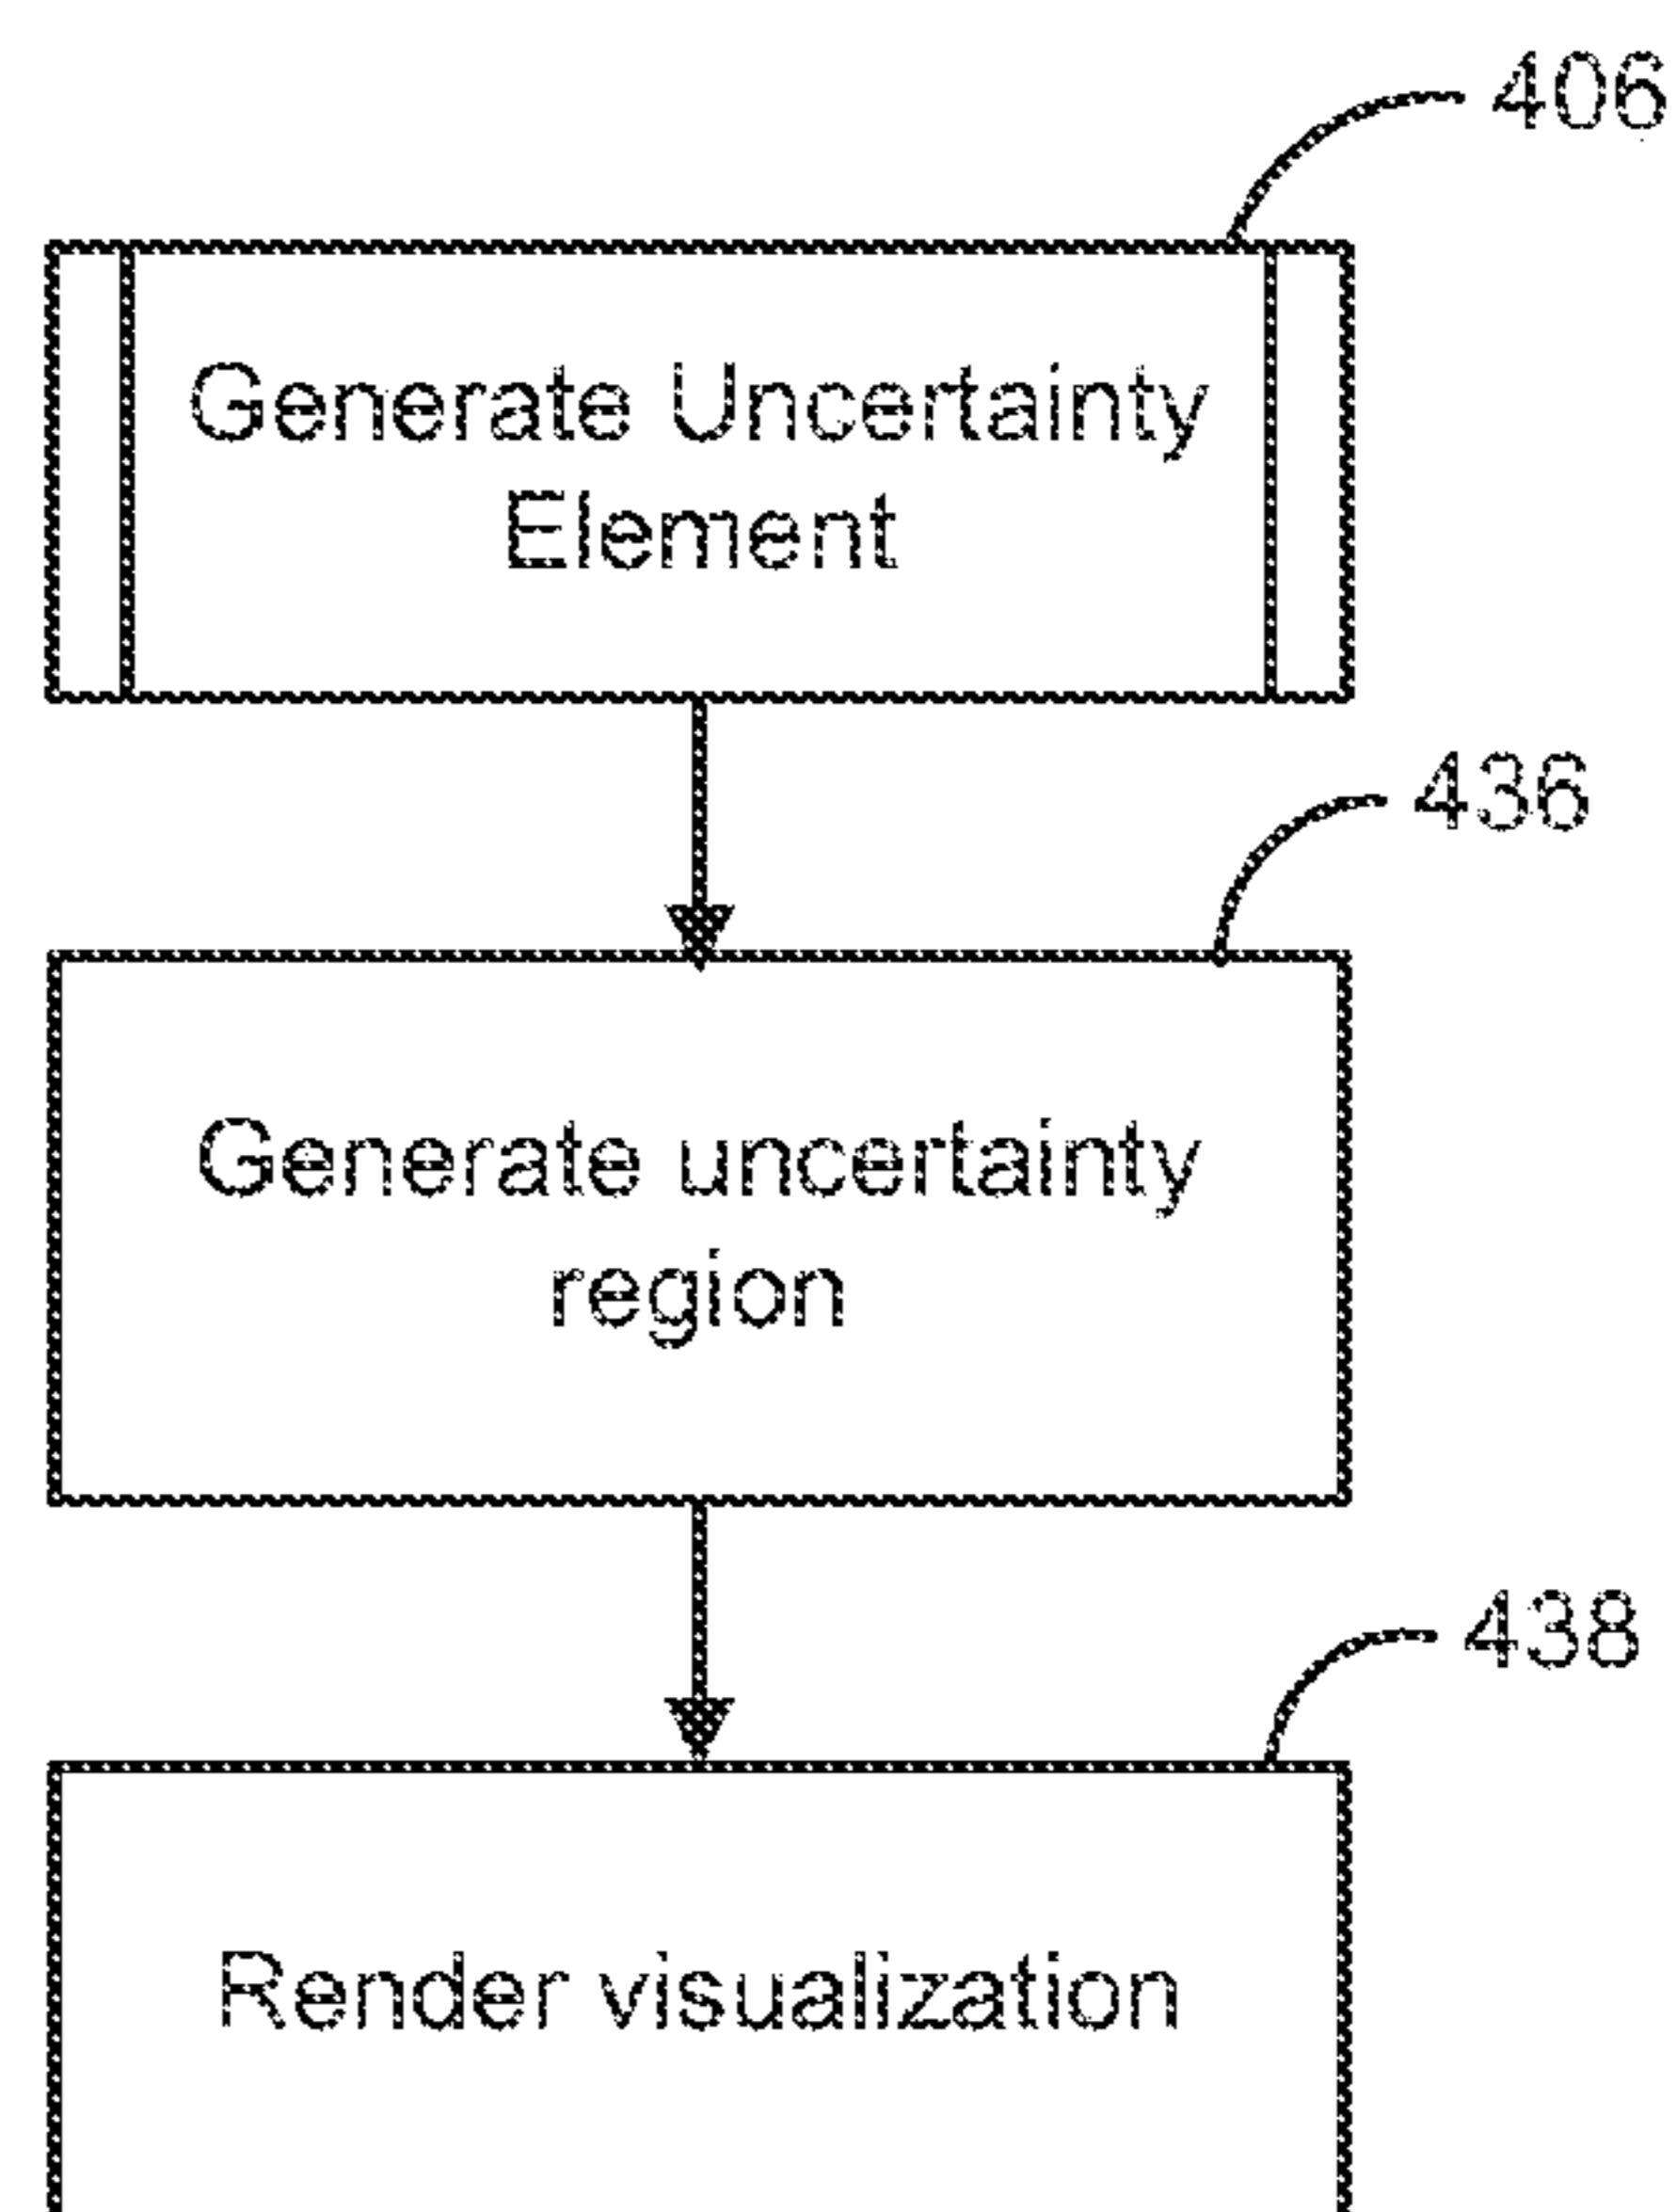 406
Generate Uncertainty
Element
436
Generate uncertainty
region
438
Render visualization